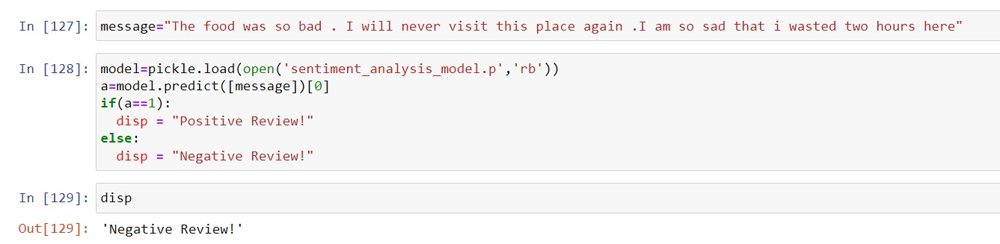 In [127]: message="The food was so bad . I will never visit this place again .I am so sad that i wasted two hours here"
In [128]: model=pickle.load(open('sentiment_analysis_model.p','rb'))
a=model.predict([message])[0]
if(a==1):
  disp = "Positive Review!"
else:
  disp = "Negative Review!"
In [129]: disp
Out[129]: 'Negative Review!'